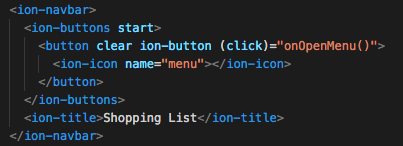 <ion-navbar>
<ion-buttons start>
<button clear ion-button (click)="onOpenMenu()">
<ion-icon name="menu"></ion-icon>
</button>
</ion-buttons>
<ion-title>Shopping List</ion-title>
</ion-navbar>